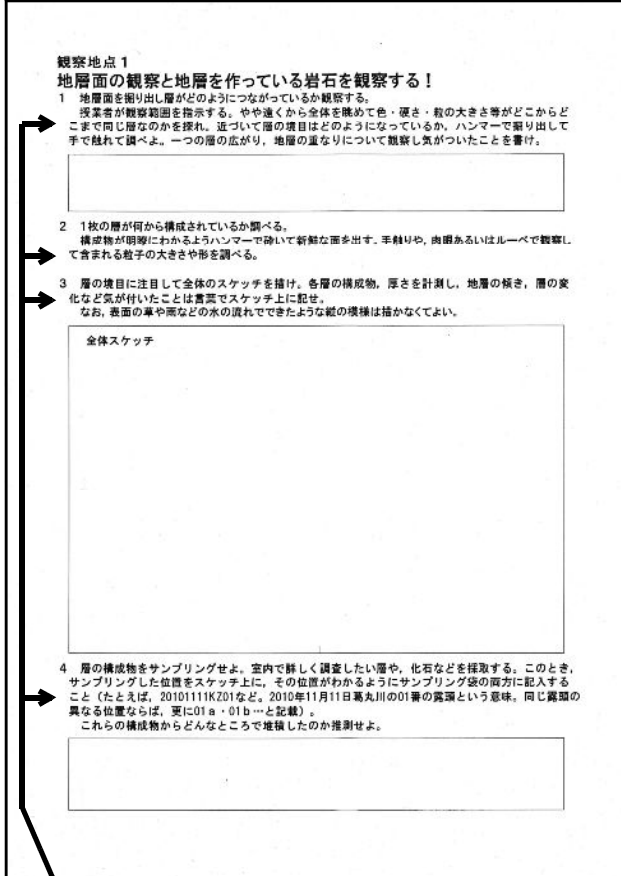 観察地点1
地層面の観察と地層を作っている岩石を観察する！
1　地層面を掘り出し層がどのようにつながっているか観察する。
授業者が観察範囲を指示する。やや遠くから全体を眺めて色・硬さ・粒の大きさ等がどこからど
こまで同じ層なのかを探れ。近づいて層の境目はどのようになっているか，ハンマーで掘り出して
手で触れて調べよ。一つの層の広がり，地層の重なりについて観察し気がついたことを書け。
2　1枚の層が何から構成されているか調べる。
構成物が明瞭にわかるようハンマーで砕いて新鮮な面を出す。手触りや，肉眼あるいはルーペで観察し
て含まれる粒子の大きさや形を調べる。
3　層の境目に注目して全体のスケッチを描け。各層の構成物，厚さを計測し，地層の傾き，層の変
化など気が付いたことは言葉でスケッチ上に記せ。
なお，表面の草や雨などの水の流れでできたような縦の模様は描かなくてよい。
全体スケッチ
4　層の構成物をサンプリングせよ。室内で詳しく調査したい層や，化石などを採取する。このとき，
サンプリングした位置をスケッチ上に，その位置がわかるようにサンプリング袋の両方に記入する
こと（たとえば，20101111KZ01など。2010年11月11日葛丸川の01番の露頭という意味。同じ露頭の
異なる位置ならば，更に01a・01b…と記載）。
これらの構成物からどんなところで堆積したのか推測せよ。